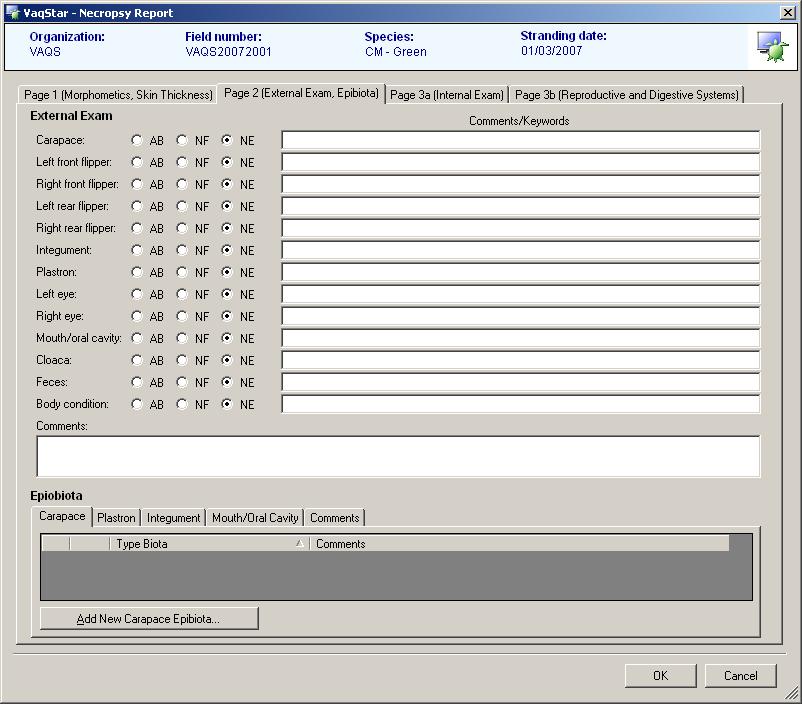 VaqStar - Necropsy Report
Organization: Field number: Species: Stranding date:
VAQS VAQS20072001 CM - Green 01/03/2007
Page 1 (Morphometics, Skin Thickness) Page 2 (External Exam, Epibiota) Page 3a (Internal Exam) Page 3b (Reproductive and Digestive Systems)
External Exam
Comments/Keywords
Carapace: AB NF NE
Left front flipper: AB NF NE
Right front flipper: AB NF NE
Left rear flipper: AB NF NE
Right rear flipper: AB NF NE
Integument: AB NF NE
Plastron: AB NF NE
Left eye: AB NF NE
Right eye: AB NF NE
Mouth/oral cavity: AB NF NE
Cloaca: AB NF NE
Feces: AB NF NE
Body condition: AB NF NE
Comments:
Epiobiota
Carapace Plastron Integument Mouth/Oral Cavity Comments
Type Biota Comments
Add New Carapace Epibiota...
OK Cancel